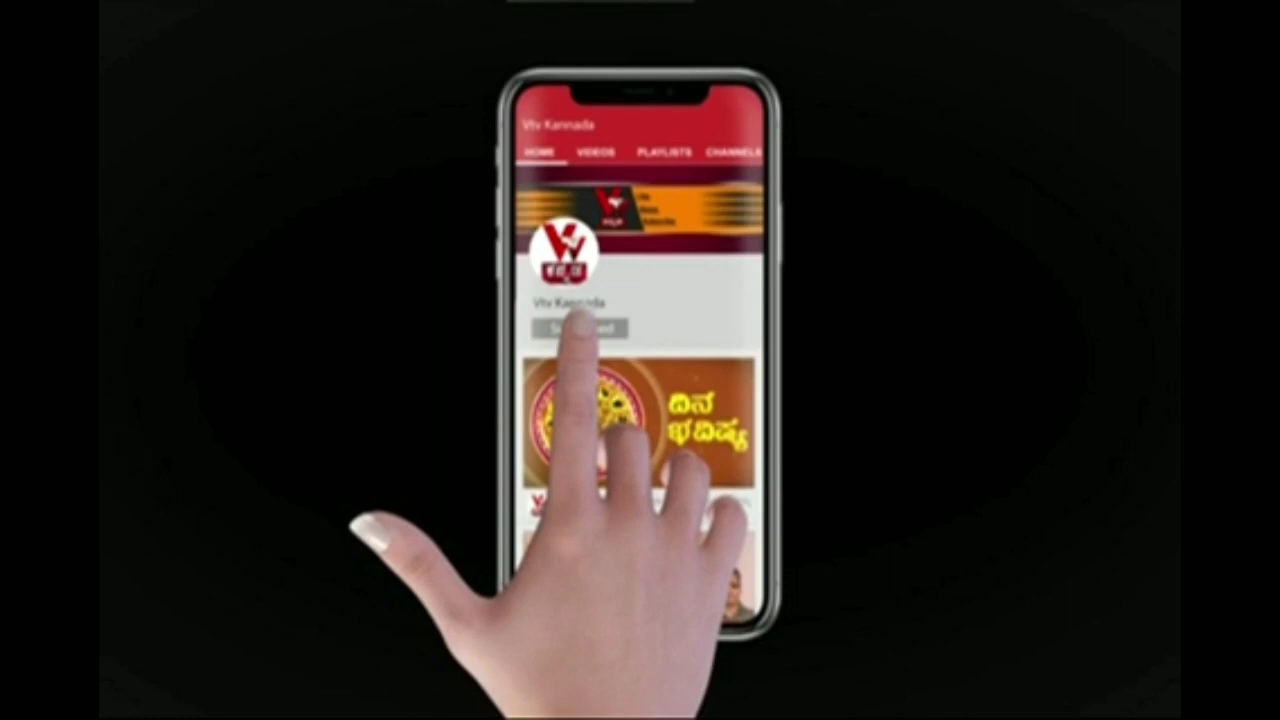 Vtv Kannada
HOME VIDEOS PLAYLISTS CHANNELS
Vtv Kannada
ದಿನ
ಭವಿಷ್ಯ